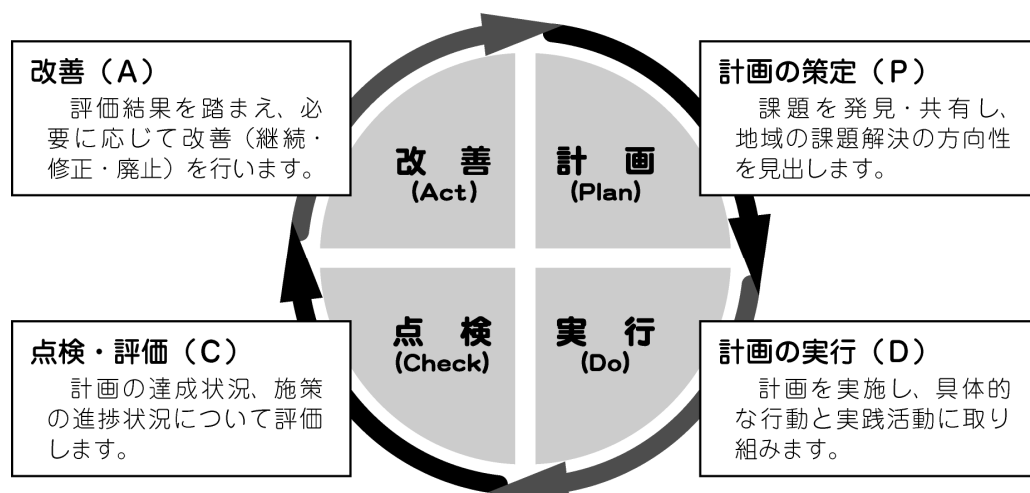 改善（A）
評価結果を踏まえ、必
要に応じて改善（継続・
修正・廃止）を行います。
計画の策定（P）
課題を発見・共有し、
地域の課題解決の方向性
を見出します。
改　善
(Act)
計　画
(Plan)
点　検
(Check)
実　行
(Do)
点検・評価（C）
計画の達成状況、施策
の進捗状況について評価
します。
計画の実行（D）
計画を実施し、具体的
な行動と実践活動に取り
組みます。